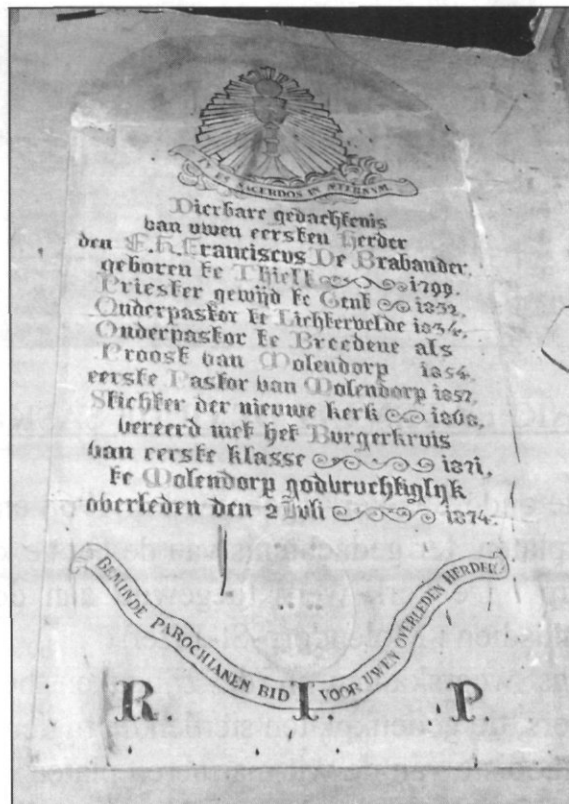 TV ES SACERDOS IN ÆTERNVM
Dierbare gedachtenis
van uwen eersten Herder
den E.H. Franciscvs De Brabander,
geboren te Thielt 1799.
Priester gewijd te Gent 1832.
Onderpastor te Lichtervelde 1834.
Onderpastor te Breedene als
Proost van Molendorp 1854.
eerste Pastor van Molendorp 1857,
Stichter der nieuwe kerk 1868,
vereerd met het Burgerkruis
van eerste klasse 1871,
te Molendorp godvruchtiglyk
overleden den 2 Juli 1874.
BEMINDE PAROCHIANEN BID VOOR UWEN OVERLEDEN HERDER
R. I. P.